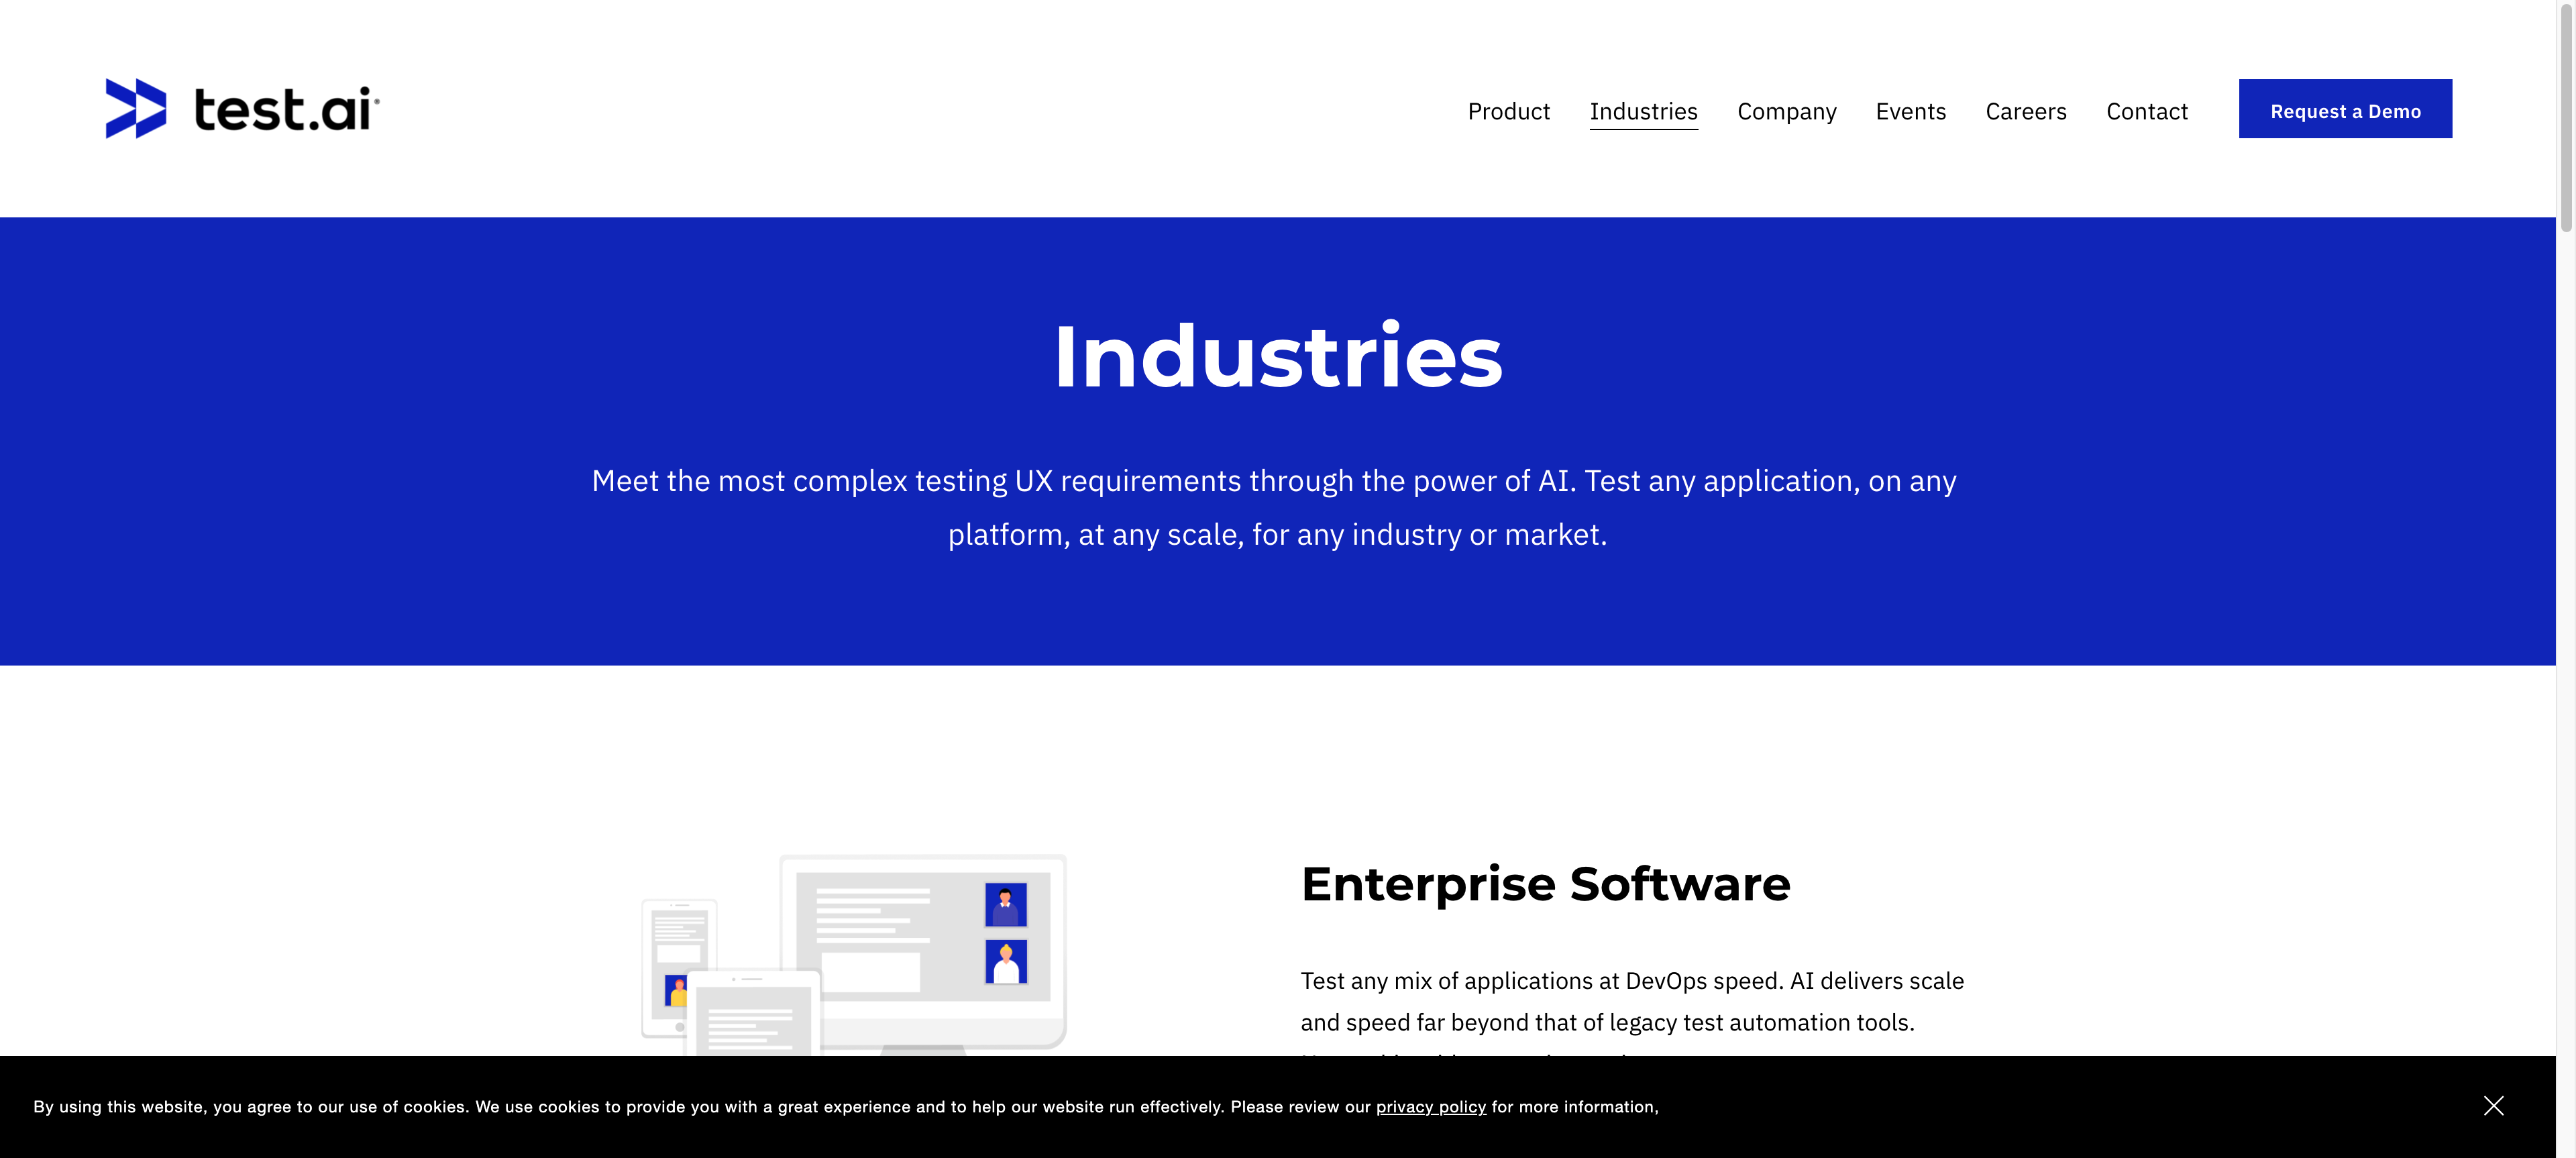 test.ai
Product Industries Company Events Careers Contact Request a Demo
Industries
Meet the most complex testing UX requirements through the power of AI. Test any application, on any
platform, at any scale, for any industry or market.
Enterprise Software
Test any mix of applications at DevOps speed. AI delivers scale
and speed far beyond that of legacy test automation tools.
By using this website, you agree to our use of cookies. We use cookies to provide you with a great experience and to help our website run effectively. Please review our privacy policy for more information,